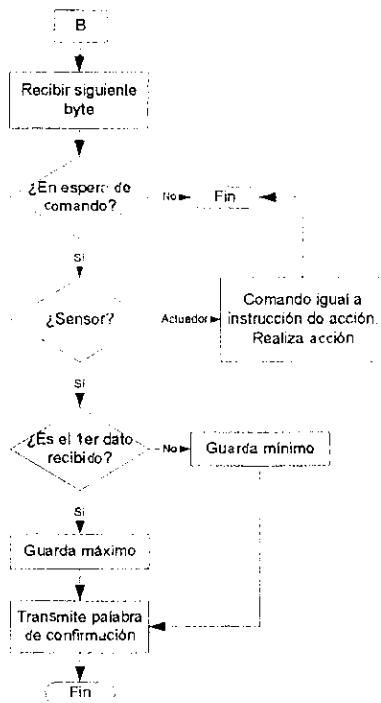 B
Recibir siguiente
byte
¿En espera de
comando?
No
Fin
Sí
¿Sensor?
Actuador
Comando igual a
instrucción de acción.
Realiza acción
Sí
¿Es el 1er dato
recibido?
No
Guarda mínimo
Sí
Guarda máximo
Transmite palabra
de confirmación
Fin